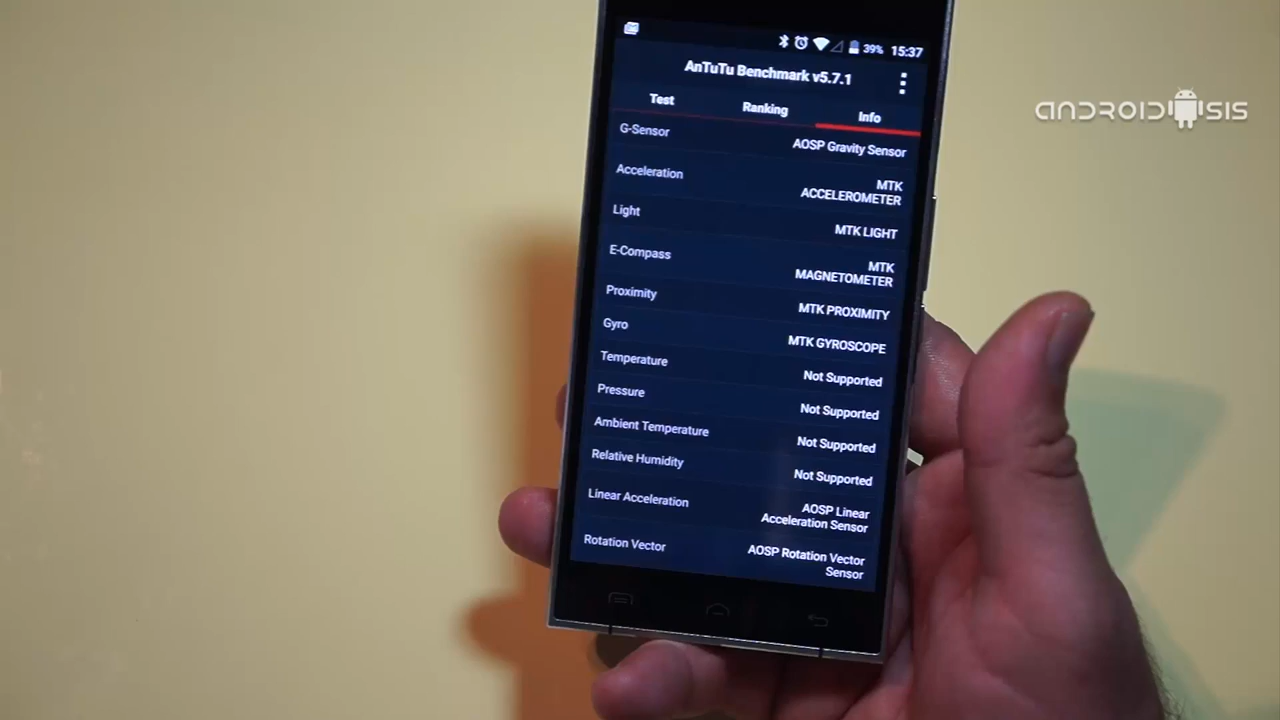 39% 15:37
AnTuTu Benchmark v5.7.1
Test Ranking Info
G-Sensor AOSP Gravity Sensor
Acceleration MTK
ACCELEROMETER
Light MTK LIGHT
E-Compass MTK
MAGNETOMETER
Proximity MTK PROXIMITY
Gyro MTK GYROSCOPE
Temperature Not Supported
Pressure Not Supported
Ambient Temperature Not Supported
Relative Humidity Not Supported
Linear Acceleration AOSP Linear
Acceleration Sensor
Rotation Vector AOSP Rotation Vector
Sensor
ANDROIDSIS